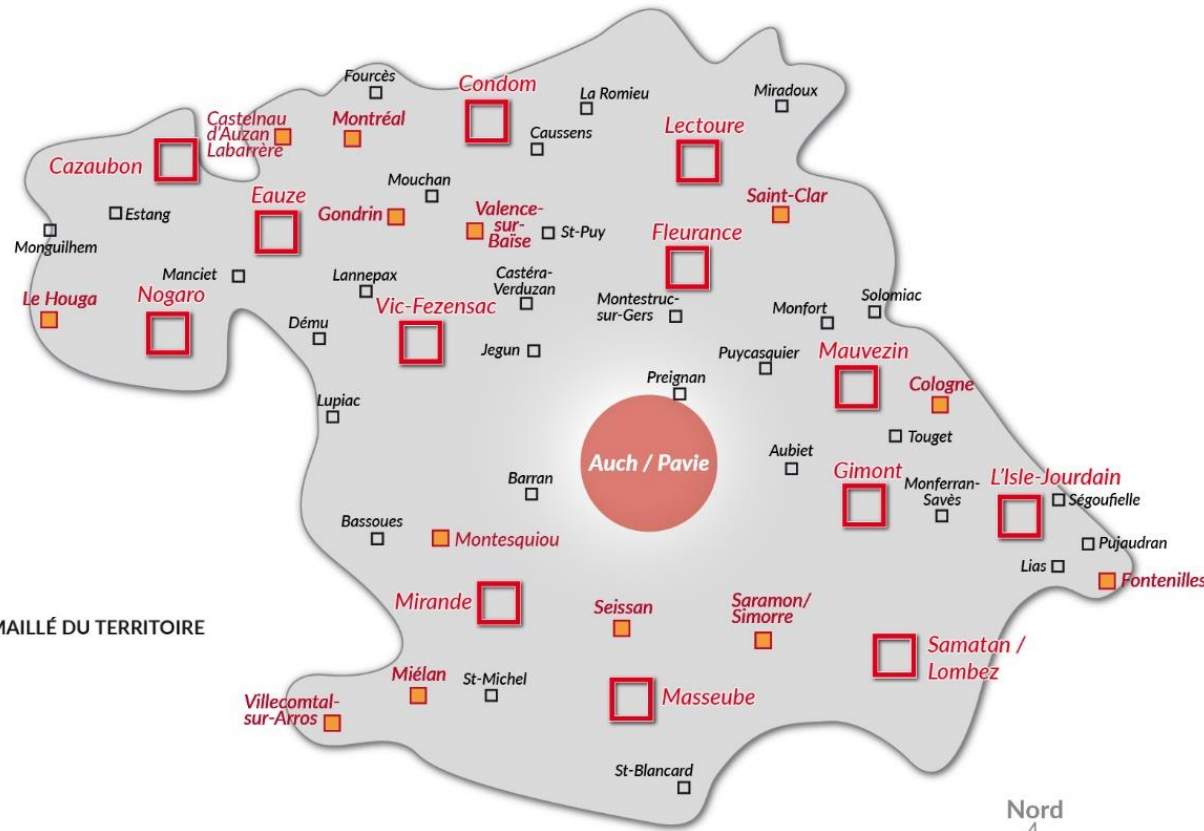 Fourcès
Condom
La Romieu
Miradoux
Castelnau
d'Auzan
Labarrère
Montréal
Caussens
Lectoure
Cazaubon
Mouchan
Eauze
Gondrin
Valence-
sur-
Baïse
St-Puy
Saint-Clar
Estang
Monguilhem
Fleurance
Manciet
Lannepax
Castéra-
Verduzan
Le Houga
Nogaro
Vic-Fezensac
Montestruc-
sur-Gers
Monfort
Solomiac
Dému
Jegun
Puycasquier
Mauvezin
Preignan
Cologne
Lupiac
Touget
Auch / Pavie
Aubiet
Gimont
Monferran-
Savès
L'Isle-Jourdain
Ségoufielle
Barran
Bassoues
Montesquiou
Pujaudran
Lias
Fontenilles
Mirande
Seissan
Saramon/
Simorre
MAILLÉ DU TERRITOIRE
Samatan /
Lombez
Miélan
St-Michel
Masseube
Villecomtal-
sur-Arros
St-Blancard
Nord